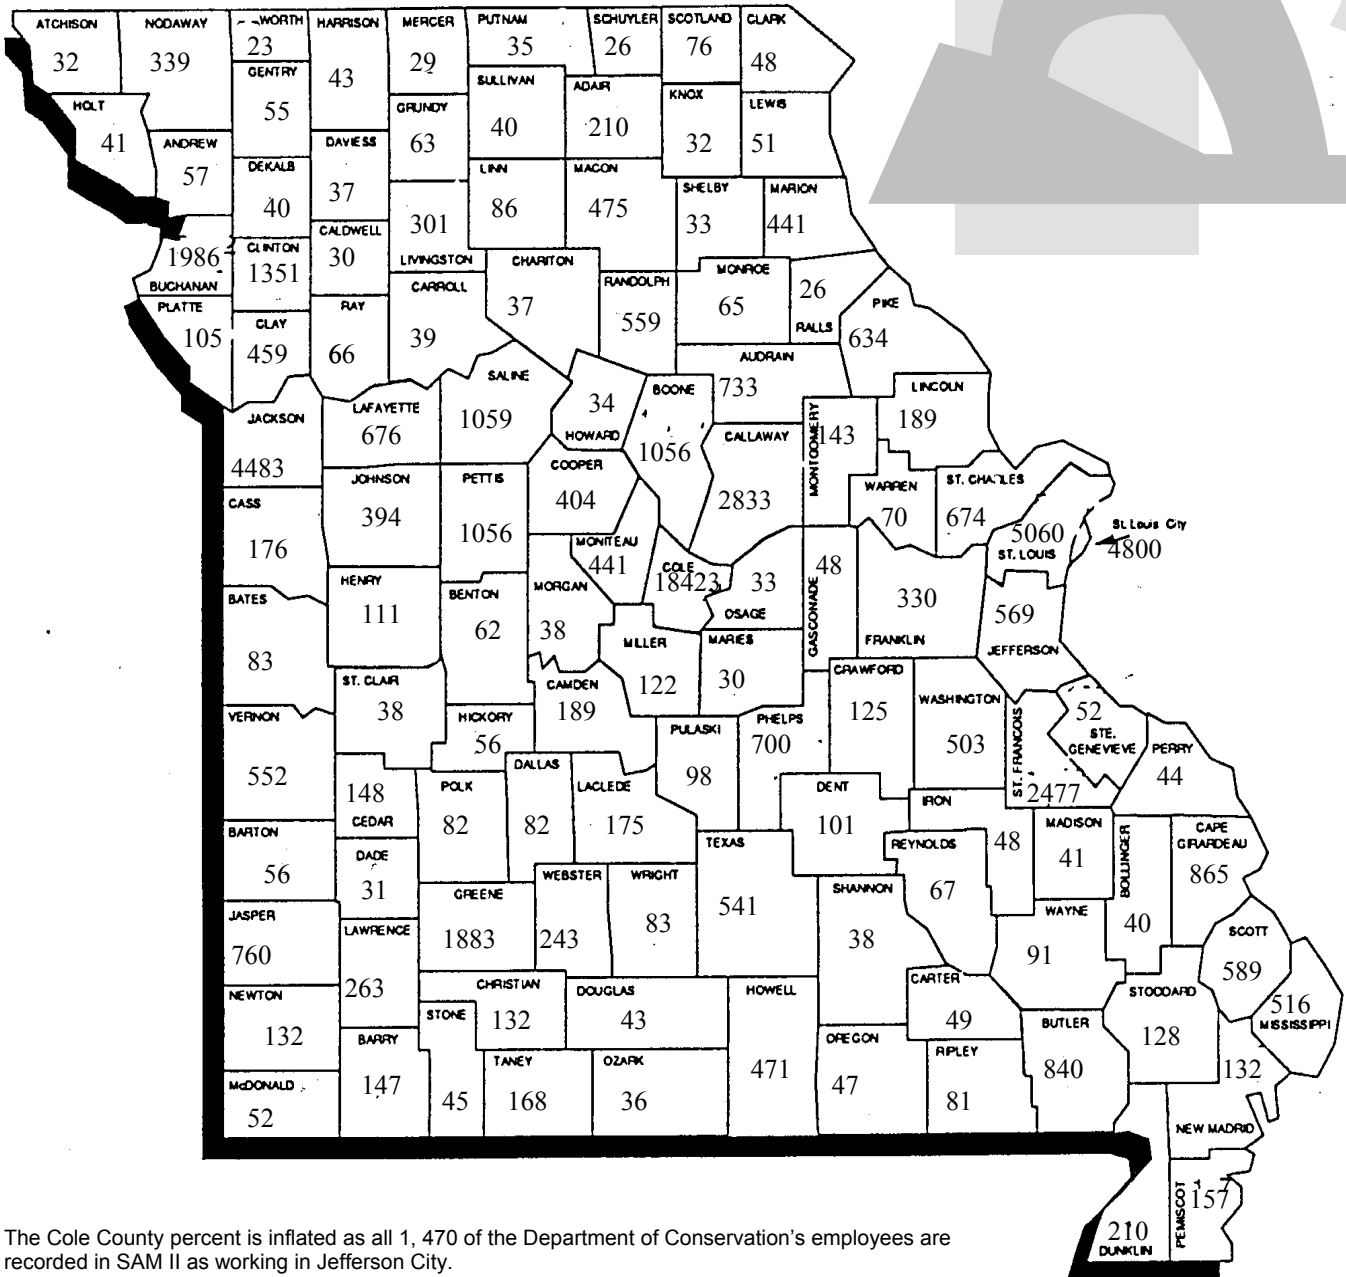 ATCHISON
32
NODAWAY
339
WORTH
23
HARRISON
43
MERCER
29
PUTNAM
35
SCHUYLER
26
SCOTLAND
76
CLARK
48
HOLT
41
ANDREW
57
GENTRY
55
DEKALB
40
DAVIESS
37
GRUNDY
63
SULLIVAN
40
ADAIR
210
KNOX
32
LEWIS
51
LINN
86
MACON
475
SHELBY
33
MARION
441
1986
BUCHANAN
CLINTON
1351
CALDWELL
30
301
LIVINGSTON
CHARITON
37
RANDOLPH
559
MONROE
65
26
RALLS
PIKE
634
PLATTE
105
CLAY
459
RAY
66
CARROLL
39
AUDRAIN
733
LINCOLN
189
JACKSON
4483
LAFAYETTE
676
SALINE
1059
34
HOWARD
BOONE
1056
CALLAWAY
2833
MONTGOMERY
143
WARREN
70
ST. CHARLES
674
5060
ST. LOUIS
St. Louis City
4800
CASS
176
JOHNSON
394
PETTIS
1056
COOPER
404
MONITEAU
441
COLE
18423
33
OSAGE
GASCONADE
48
330
FRANKLIN
569
JEFFERSON
BATES
83
HENRY
111
BENTON
62
MORGAN
38
MILLER
122
MARIES
30
CRAWFORD
125
WASHINGTON
503
ST. FRANCOIS
2477
52
STE.
GENEVIEVE
PERRY
44
VERNON
552
ST. CLAIR
38
HICKORY
56
CAMDEN
189
PULASKI
98
PHELPS
700
148
CEDAR
POLK
82
DALLAS
82
LACLEDE
175
DENT
101
IRON
48
MADISON
41
BOLLINGER
40
CAPE
GIRARDEAU
865
BARTON
56
DADE
31
GREENE
1883
WEBSTER
243
WRIGHT
83
TEXAS
541
SHANNON
38
REYNOLDS
67
WAYNE
91
SCOTT
589
516
MISSISSIPPI
JASPER
760
LAWRENCE
263
CHRISTIAN
132
DOUGLAS
43
HOWELL
471
CARTER
49
STODDARD
128
NEWTON
132
BARRY
147
STONE
45
TANEY
168
OZARK
36
OREGON
47
RIPLEY
81
BUTLER
840
132
NEW MADRID
McDONALD
52
PEMISCOT
157
210
DUNKLIN
The Cole County percent is inflated as all 1, 470 of the Department of Conservation's employees are
recorded in SAM II as working in Jefferson City.